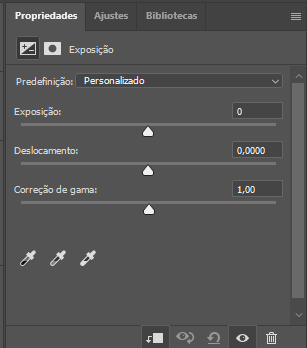 Propriedades Ajustes Bibliotecas
Exposição
Predefinição: Personalizado
Exposição: 0
Deslocamento: 0,0000
Correção de gama: 1,00